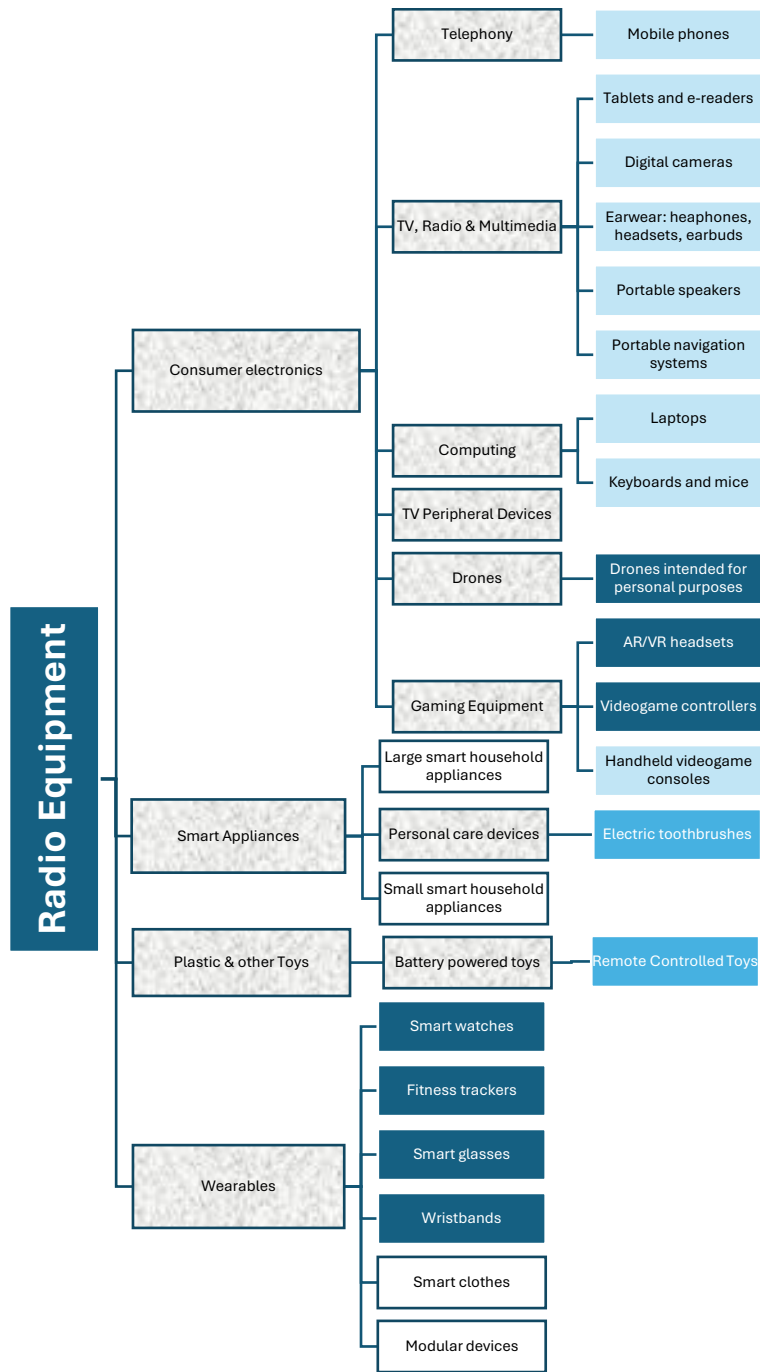 Radio Equipment
Consumer electronics
Telephony
Mobile phones
TV, Radio & Multimedia
Tablets and e-readers
Digital cameras
Earwear: heaphones,
headsets, earbuds
Portable speakers
Portable navigation
systems
Computing
Laptops
Keyboards and mice
TV Peripheral Devices
Drones
Drones intended for
personal purposes
Gaming Equipment
AR/VR headsets
Videogame controllers
Handheld videogame
consoles
Smart Appliances
Large smart household
appliances
Personal care devices
Electric toothbrushes
Small smart household
appliances
Plastic & other Toys
Battery powered toys
Remote Controlled Toys
Wearables
Smart watches
Fitness trackers
Smart glasses
Wristbands
Smart clothes
Modular devices